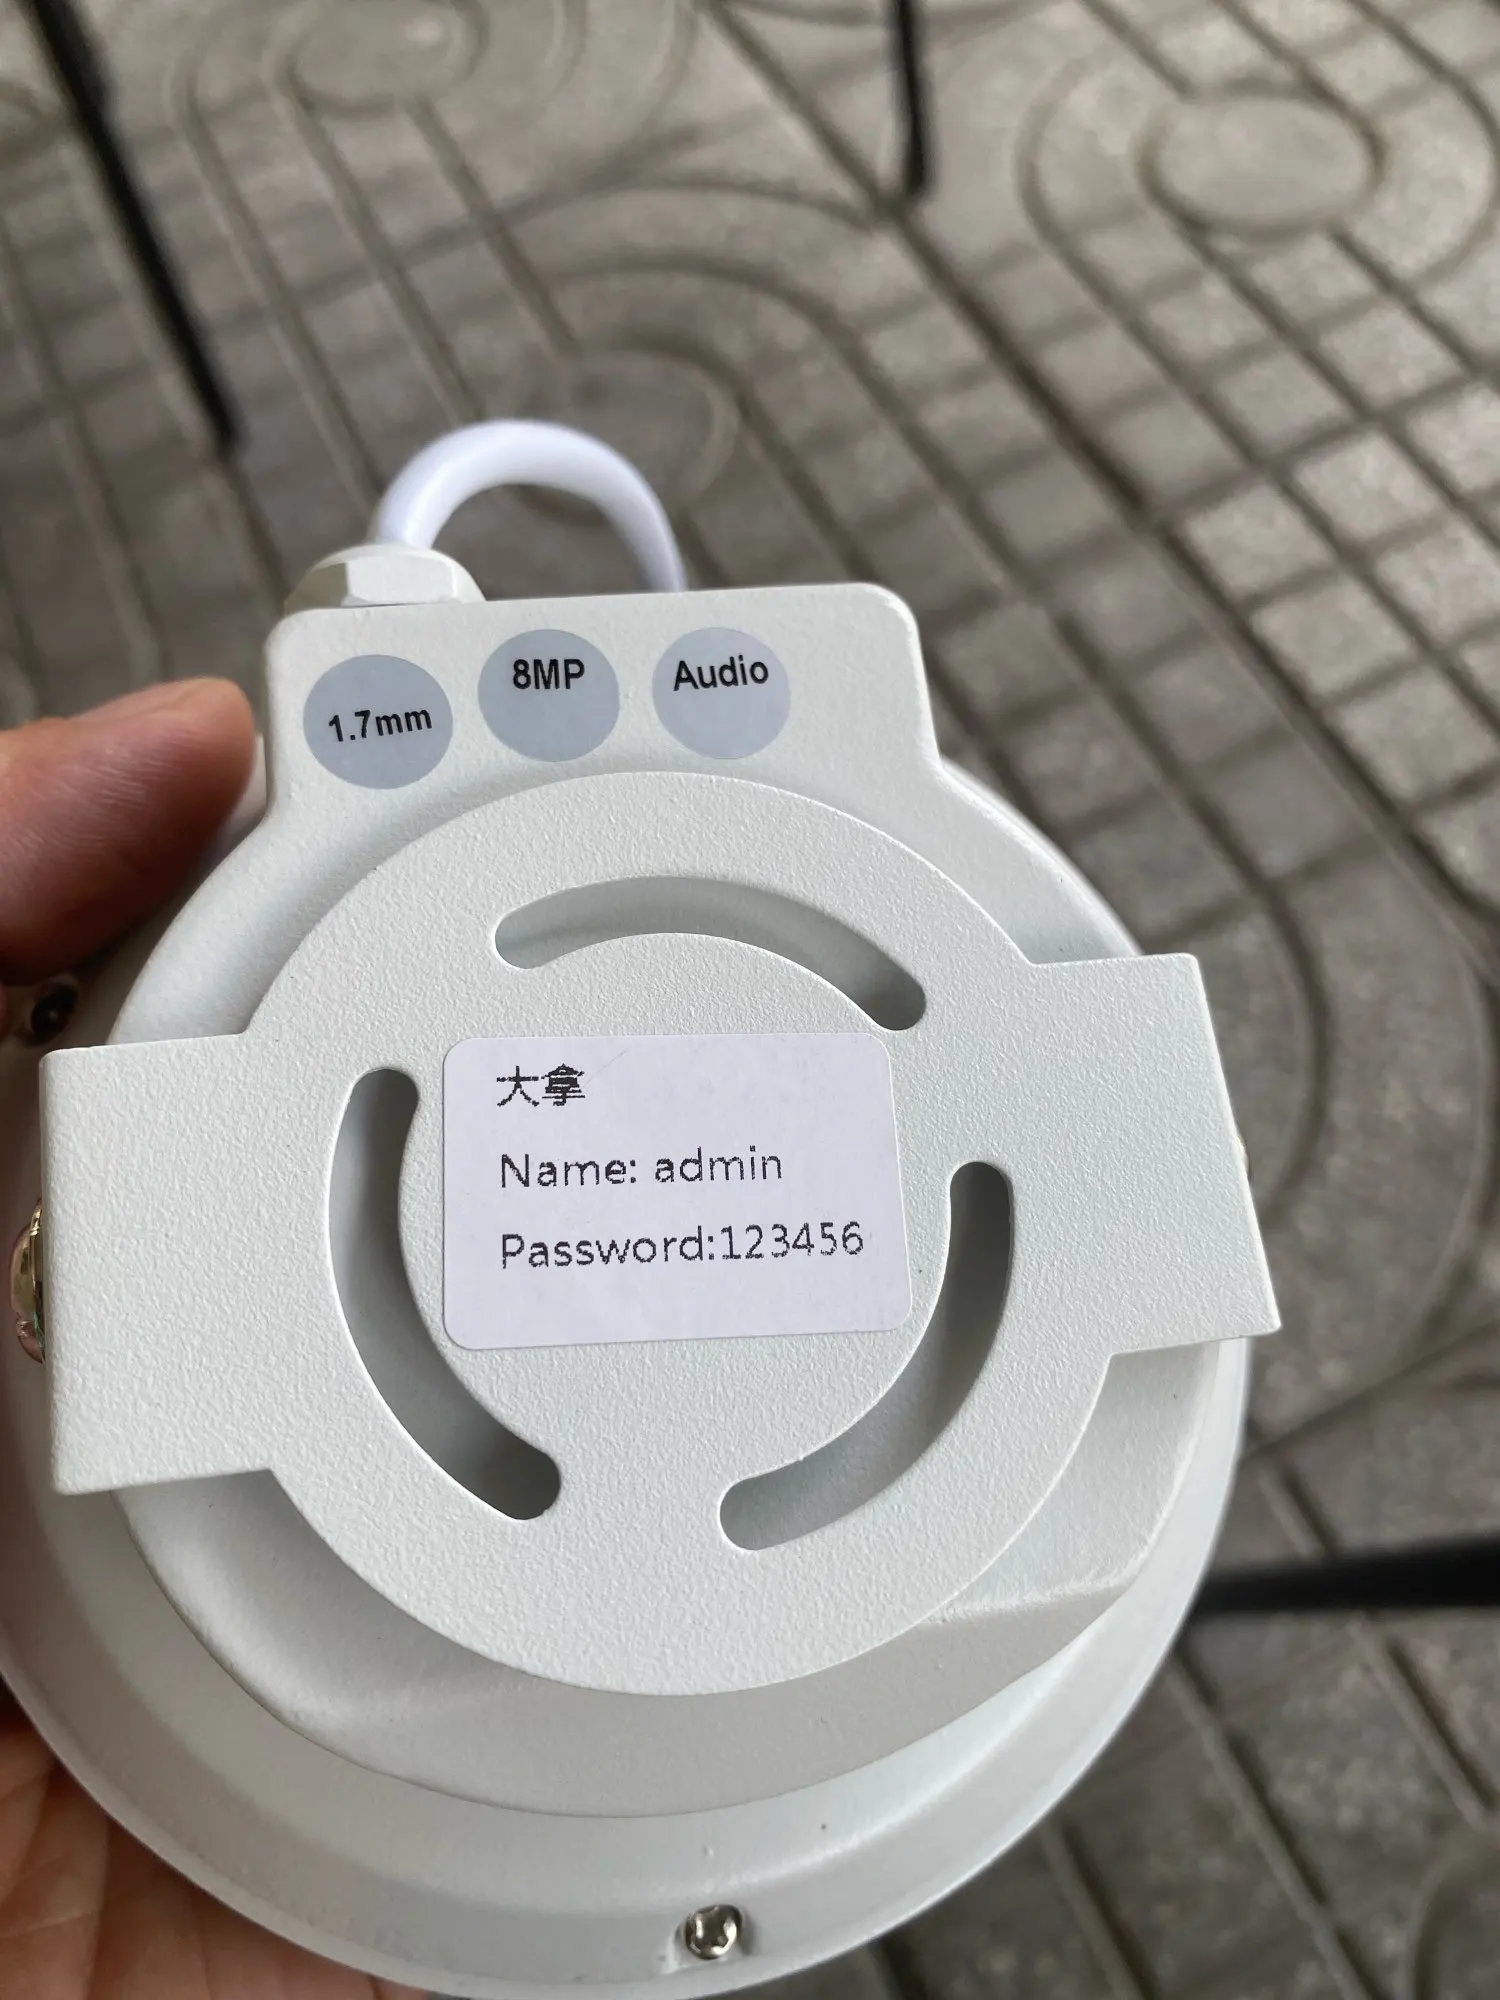 1.7mm
8MP
Audio
大拿
Name: admin
Password:123456